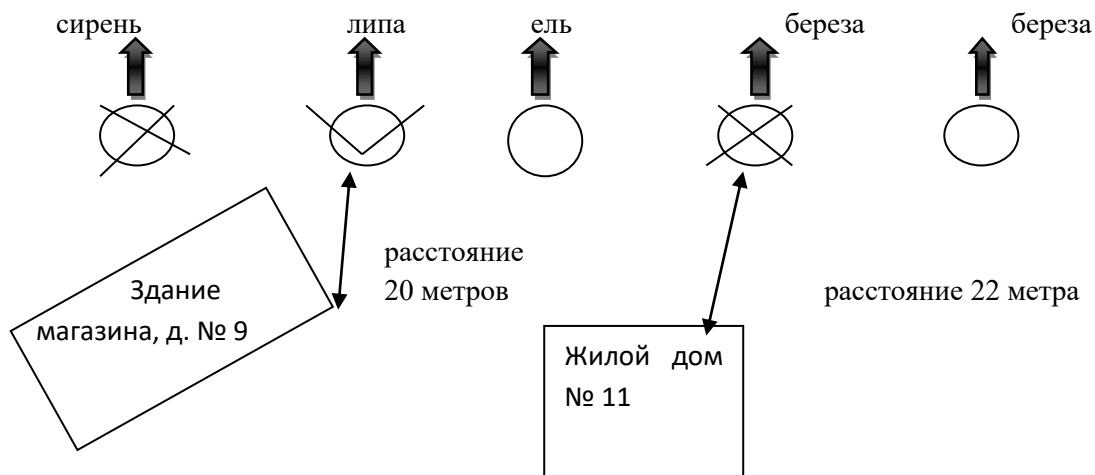 сирень липа ель береза береза
расстояние
20 метров
Здание
магазина, д. № 9
расстояние 22 метра
Жилой дом
№ 11